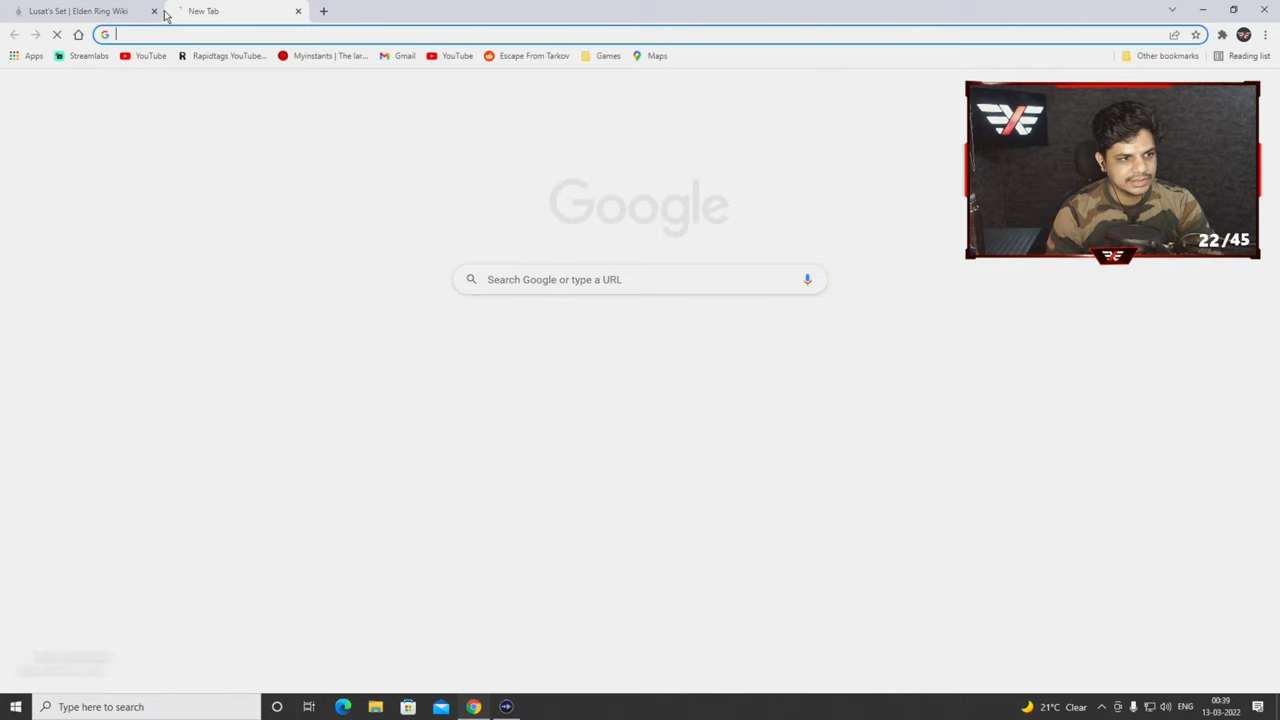 Lusat's Set | Elden Ring Wiki
New Tab
Apps
Streamlabs
YouTube
Rapidtags YouTube...
Myinstants | The lar...
Gmail
YouTube
Escape From Tarkov
Games
Maps
Other bookmarks
Reading list
22/45
Google
Search Google or type a URL
Type here to search
21°C Clear
ENG
00:39
13-03-2022